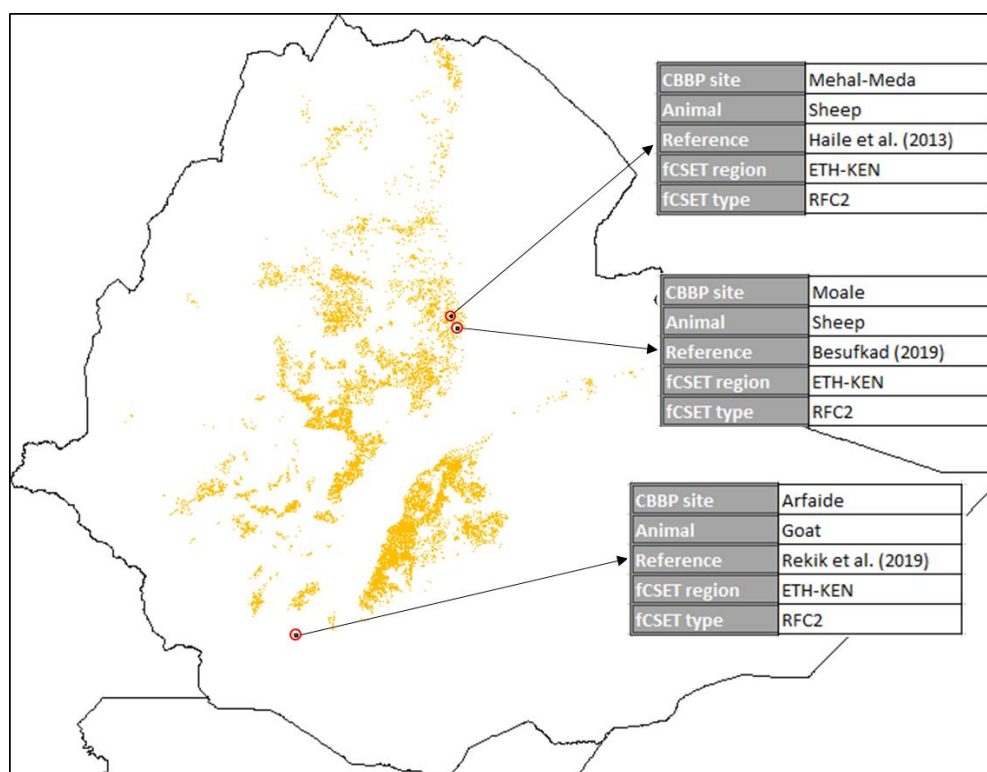 CBBP site Mehal-Meda
Animal Sheep
Reference Haile et al. (2013)
fCSET region ETH-KEN
fCSET type RFC2
CBBP site Moale
Animal Sheep
Reference Besufkad (2019)
fCSET region ETH-KEN
fCSET type RFC2
CBBP site Arfaide
Animal Goat
Reference Rekik et al. (2019)
fCSET region ETH-KEN
fCSET type RFC2